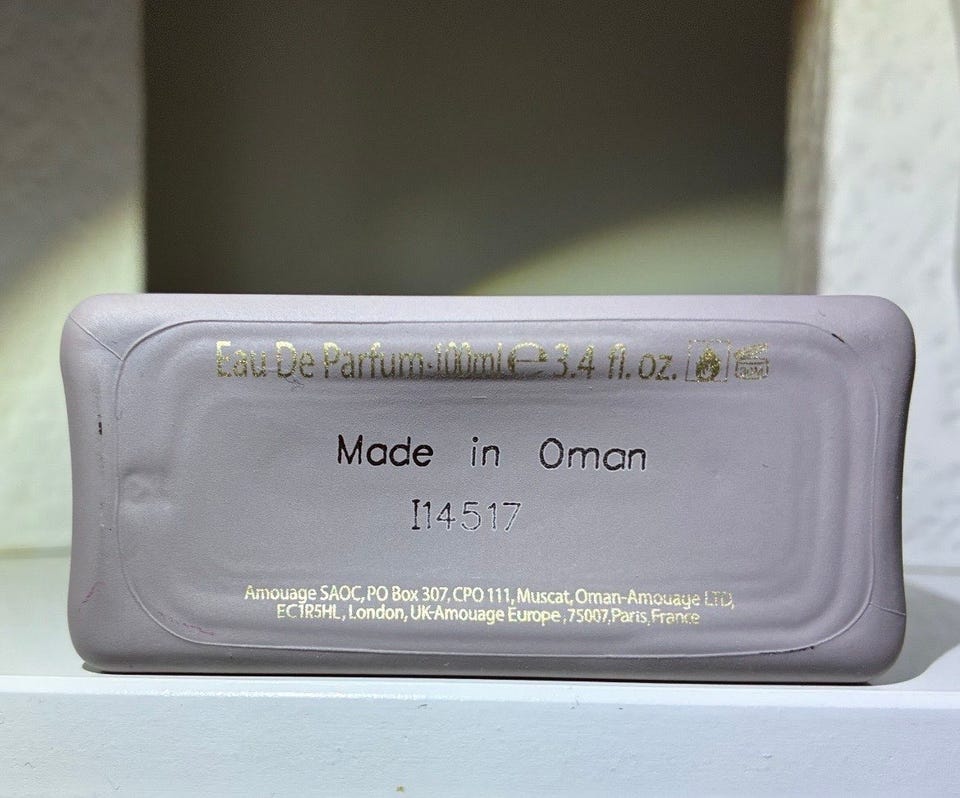 Eau De Parfum·100ml ℮ 3.4 fl. oz.
Made in Oman
I14517
Amouage SAOC, PO Box 307, CPO 111, Muscat, Oman-Amouage LTD,
EC1R5HL, London, UK-Amouage Europe ,75007,Paris,France